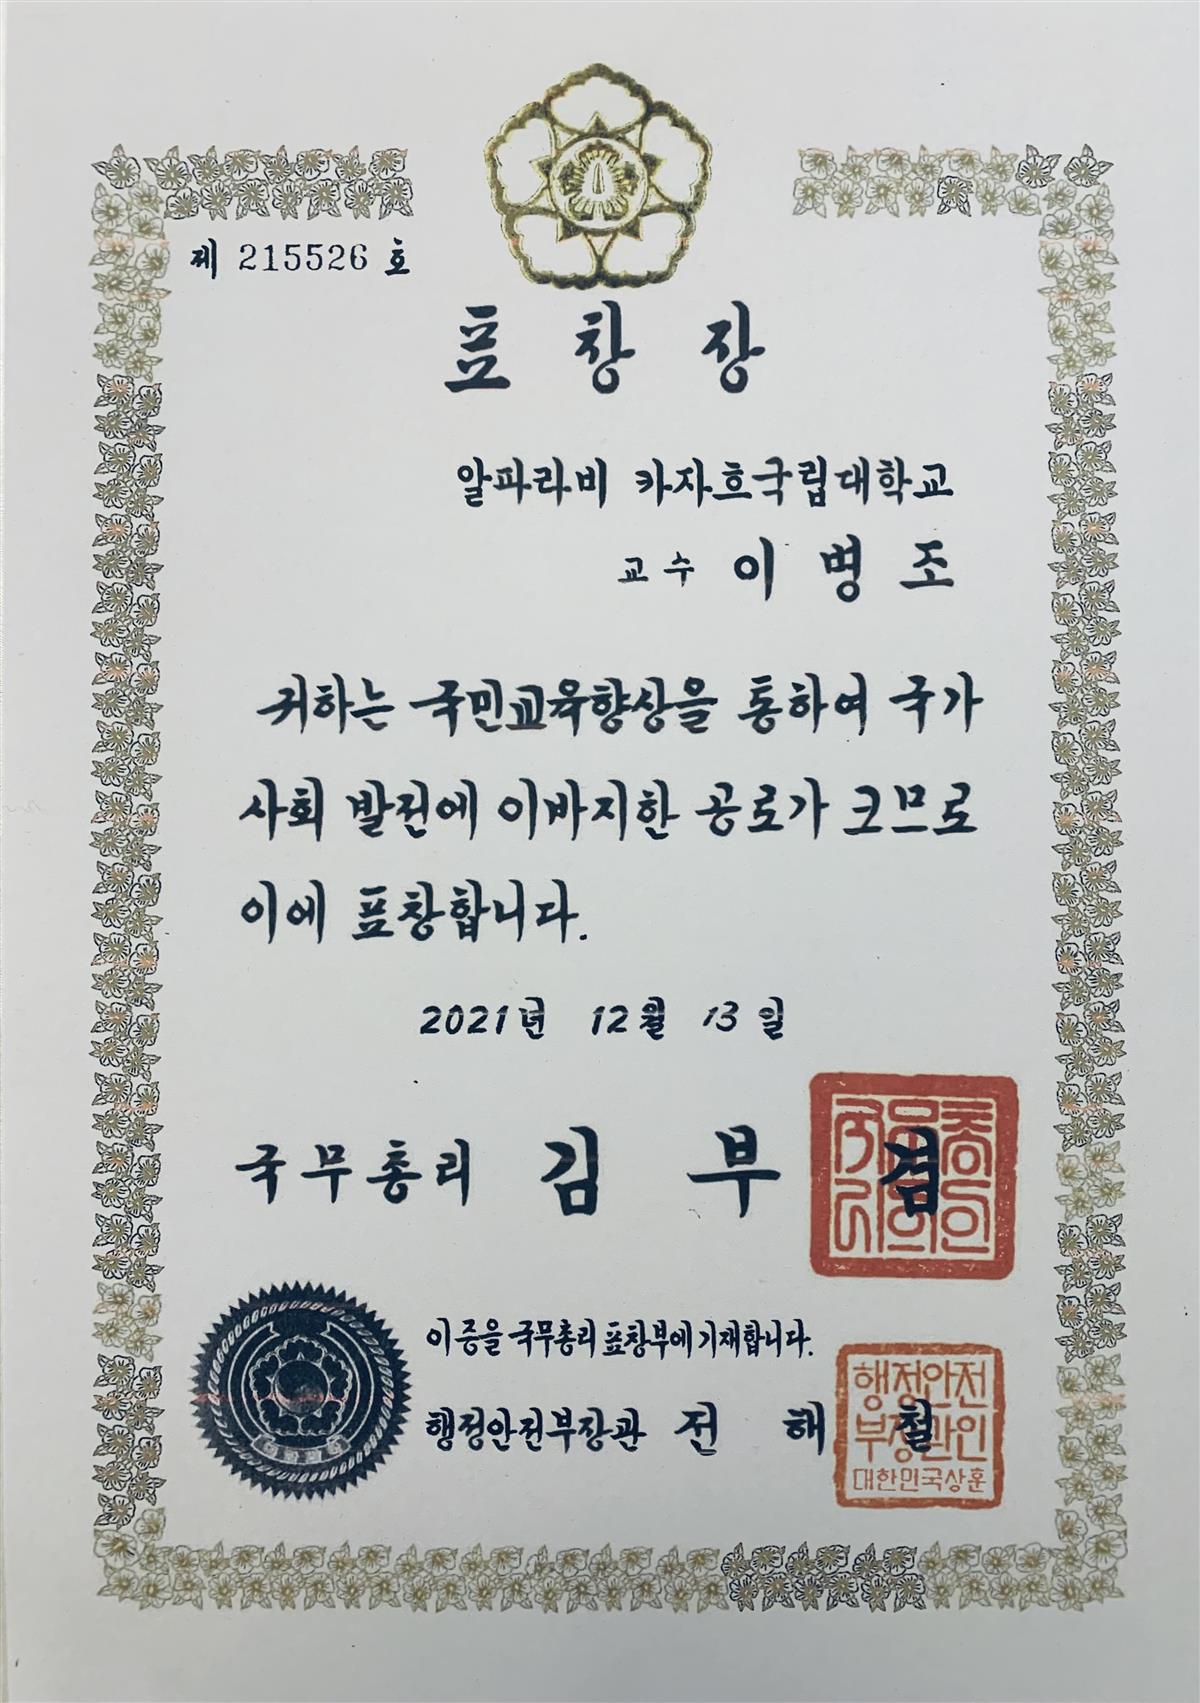 제 215526 호
표 창 장
알파라비 카자흐국립대학교
교수 이 병 조
귀하는 국민교육향상을 통하여 국가
사회 발전에 이바지한 공로가 크므로
이에 표창합니다.
2021년 12월 13일
국무총리 김 부 겸
이 증을 국무총리 표창부에 기재합니다.
행정안전부장관 전 해 철
행정안전
부장관인
대한민국상훈